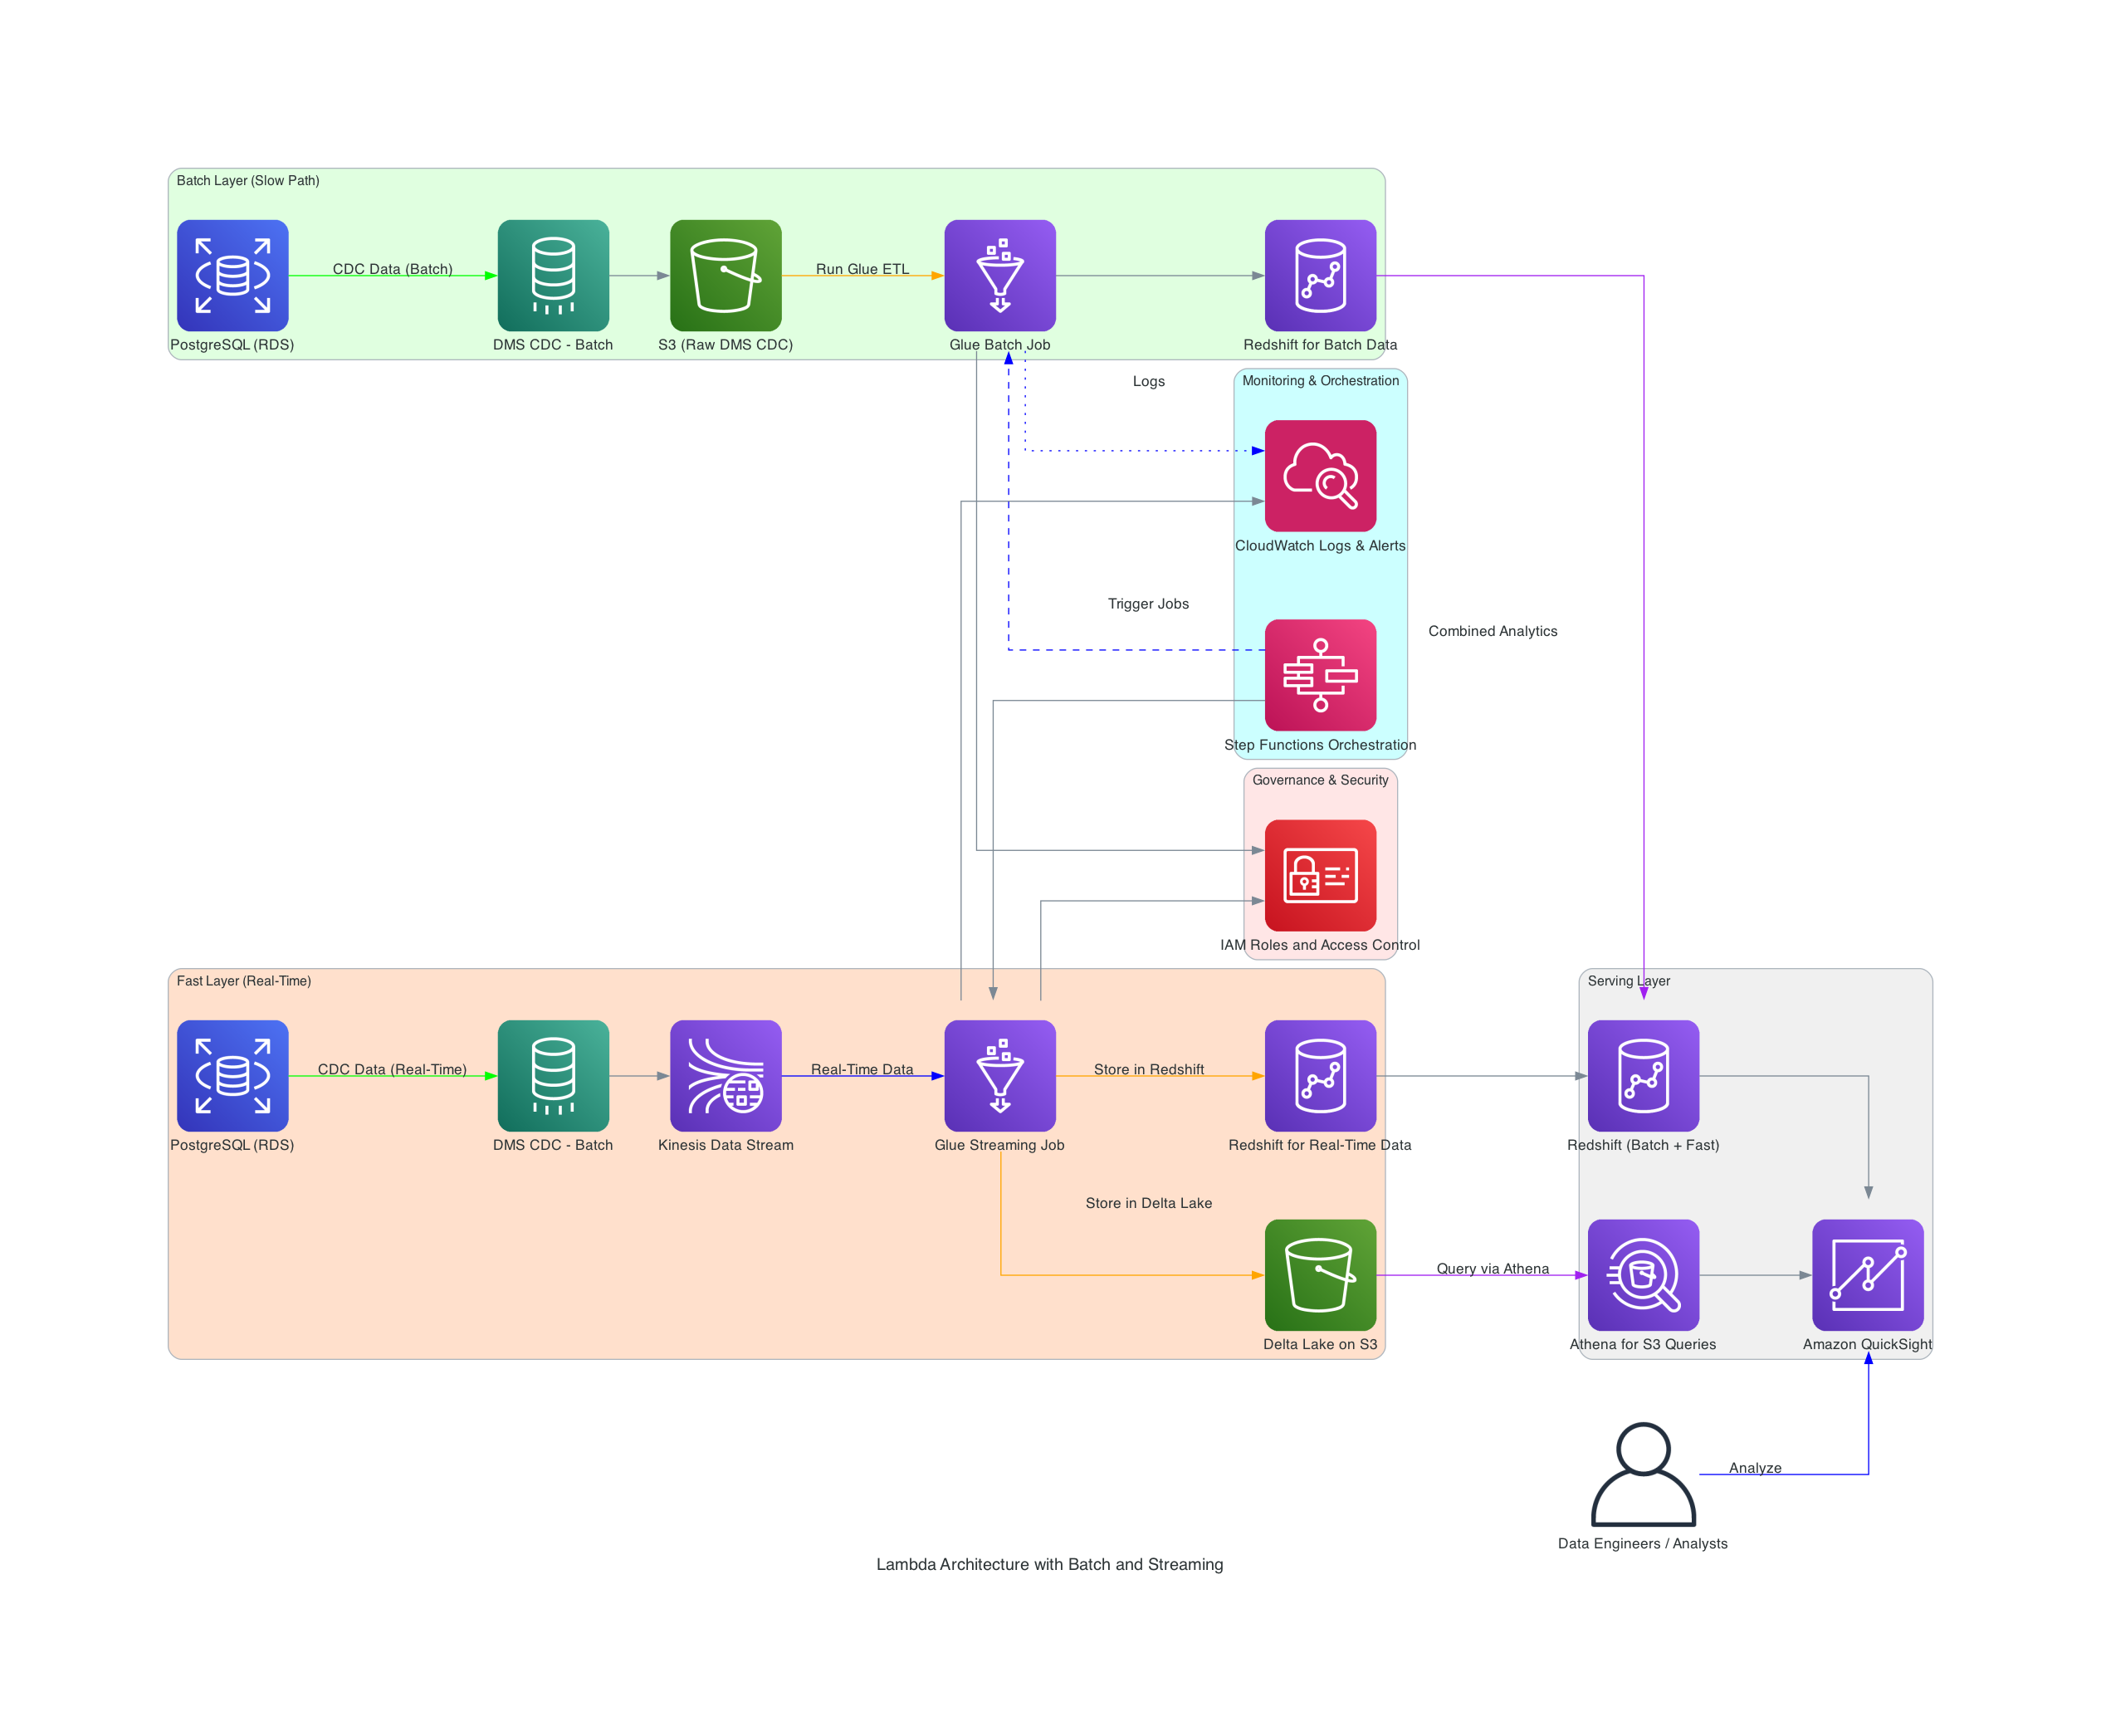 Batch Layer (Slow Path)
CDC Data (Batch)
Run Glue ETL
PostgreSQL (RDS)
DMS CDC - Batch
S3 (Raw DMS CDC)
Glue Batch Job
Redshift for Batch Data
Logs
Monitoring & Orchestration
CloudWatch Logs & Alerts
Trigger Jobs
Combined Analytics
Step Functions Orchestration
Governance & Security
IAM Roles and Access Control
Fast Layer (Real-Time)
Serving Layer
CDC Data (Real-Time)
Real-Time Data
Store in Redshift
PostgreSQL (RDS)
DMS CDC - Batch
Kinesis Data Stream
Glue Streaming Job
Redshift for Real-Time Data
Redshift (Batch + Fast)
Store in Delta Lake
Query via Athena
Delta Lake on S3
Athena for S3 Queries
Amazon QuickSight
Analyze
Data Engineers / Analysts
Lambda Architecture with Batch and Streaming